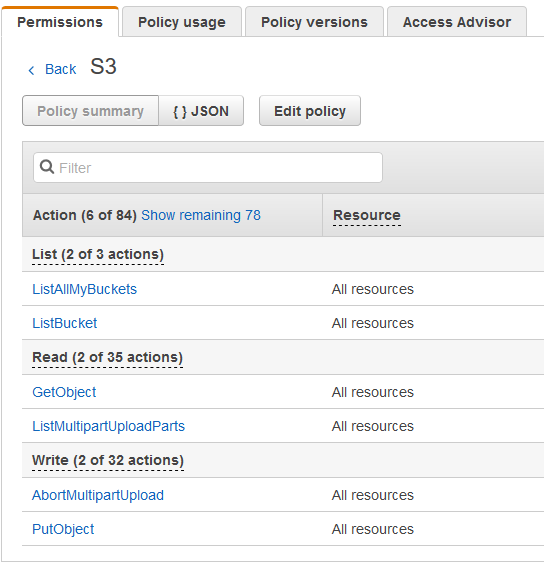 Permissions Policy usage Policy versions Access Advisor
‹ Back S3
Policy summary { } JSON Edit policy
Filter
Action (6 of 84) Show remaining 78 Resource
List (2 of 3 actions)
ListAllMyBuckets All resources
ListBucket All resources
Read (2 of 35 actions)
GetObject All resources
ListMultipartUploadParts All resources
Write (2 of 32 actions)
AbortMultipartUpload All resources
PutObject All resources